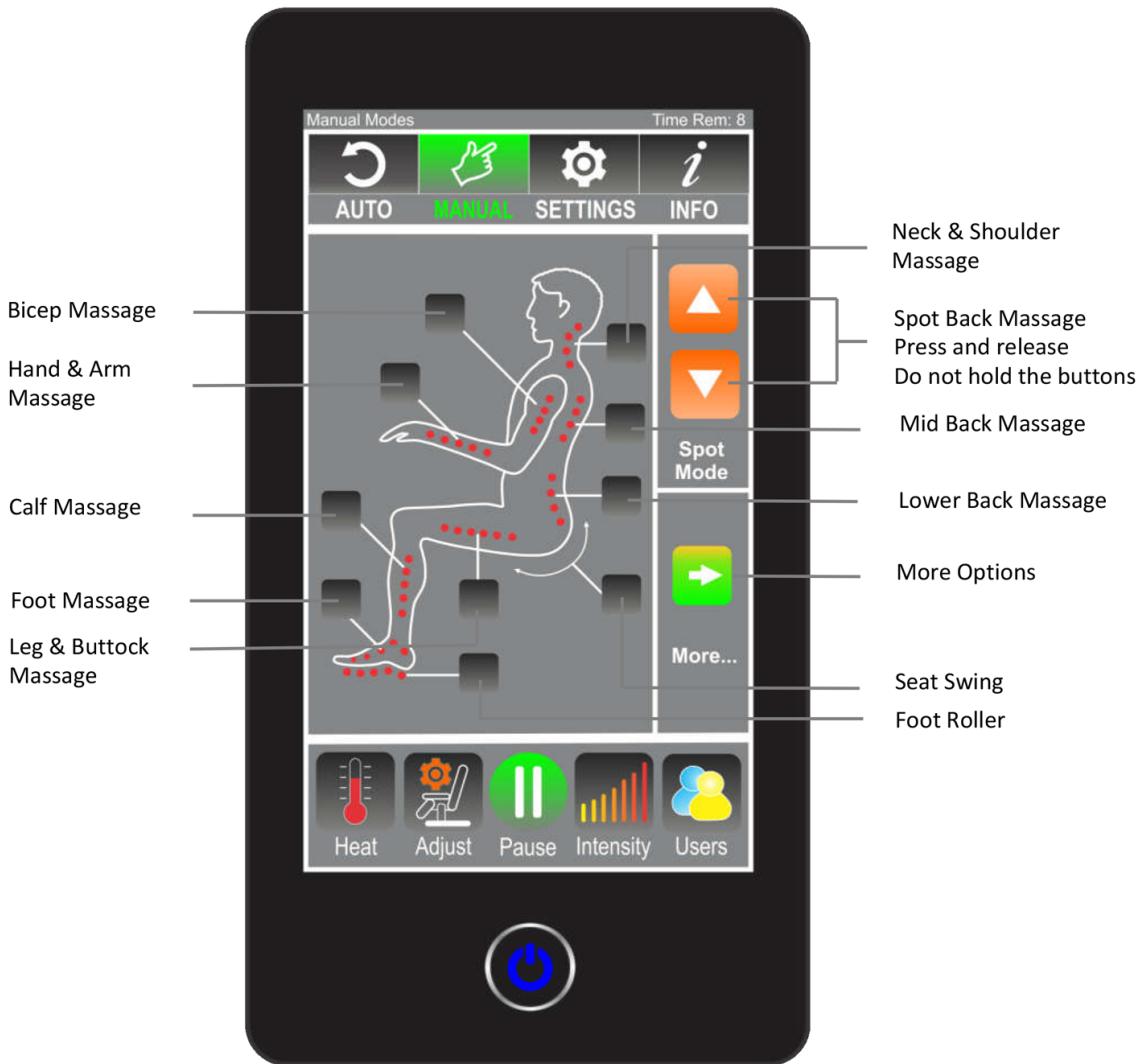 Manual Modes
Time Rem: 8
AUTO
MANUAL
SETTINGS
INFO
Neck & Shoulder
Massage
Bicep Massage
Spot Back Massage
Press and release
Do not hold the buttons
Hand & Arm
Massage
Mid Back Massage
Spot
Mode
Calf Massage
Lower Back Massage
More Options
Foot Massage
Leg & Buttock
Massage
More...
Seat Swing
Foot Roller
Heat
Adjust
Pause
Intensity
Users